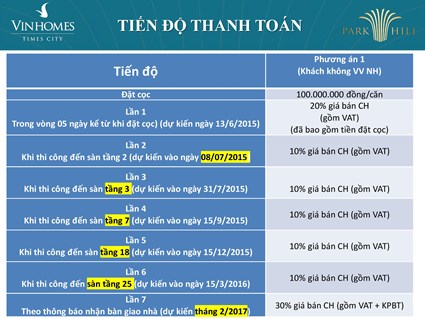 VINHOMES
TIMES CITY
TIẾN ĐỘ THANH TOÁN
PARK HILL
Tiến độ
Phương án 1
(Khách không VV NH)
Đặt cọc
100.000.000 đồng/căn
Lần 1
Trong vòng 05 ngày kể từ khi đặt cọc) (dự kiến ngày 13/6/2015)
20% giá bán CH
(gồm VAT)
(đã bao gồm tiền đặt cọc)
Lần 2
Khi thi công đến sàn tầng 2 (dự kiến vào ngày 08/07/2015
10% giá bán CH (gồm VAT)
Lần 3
Khi thi công đến sàn tầng 3 (dự kiến vào ngày 31/7/2015)
10% giá bán CH (gồm VAT)
Lần 4
Khi thi công đến sàn tầng 7 (dự kiến vào ngày 15/9/2015)
10% giá bán CH (gồm VAT)
Lần 5
Khi thi công đến sàn tầng 18 (dự kiến vào ngày 15/12/2015)
10% giá bán CH (gồm VAT)
Lần 6
Khi thi công đến sàn tầng 25 (dự kiến vào ngày 15/3/2016)
10% giá bán CH (gồm VAT)
Lần 7
Theo thông báo nhận bàn giao nhà (dự kiến tháng 2/2017)
30% giá bán CH (gồm VAT + KPBT)